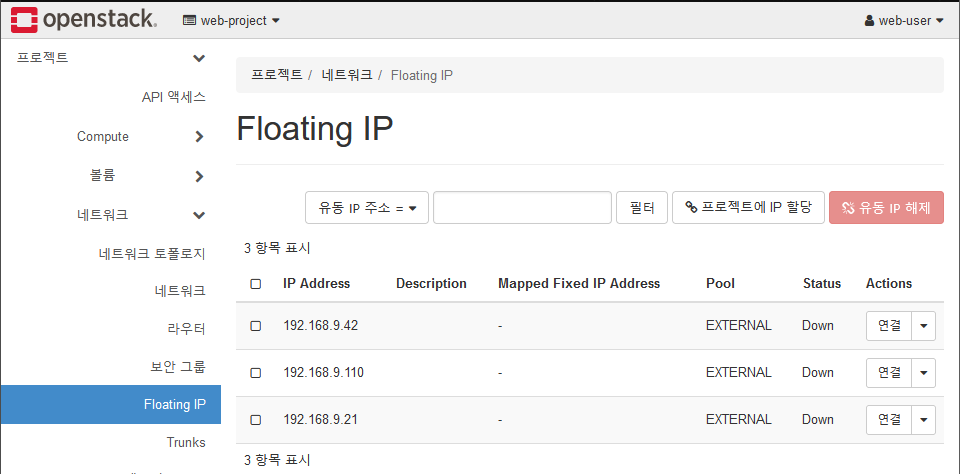 openstack. web-project web-user
프로젝트
API 액세스
Compute
볼륨
네트워크
네트워크 토폴로지
네트워크
라우터
보안 그룹
Floating IP
Trunks
프로젝트 / 네트워크 / Floating IP
Floating IP
유동 IP 주소 = 필터 프로젝트에 IP 할당 유동 IP 해제
3 항목 표시
IP Address Description Mapped Fixed IP Address Pool Status Actions
192.168.9.42 - EXTERNAL Down 연결
192.168.9.110 - EXTERNAL Down 연결
192.168.9.21 - EXTERNAL Down 연결
3 항목 표시